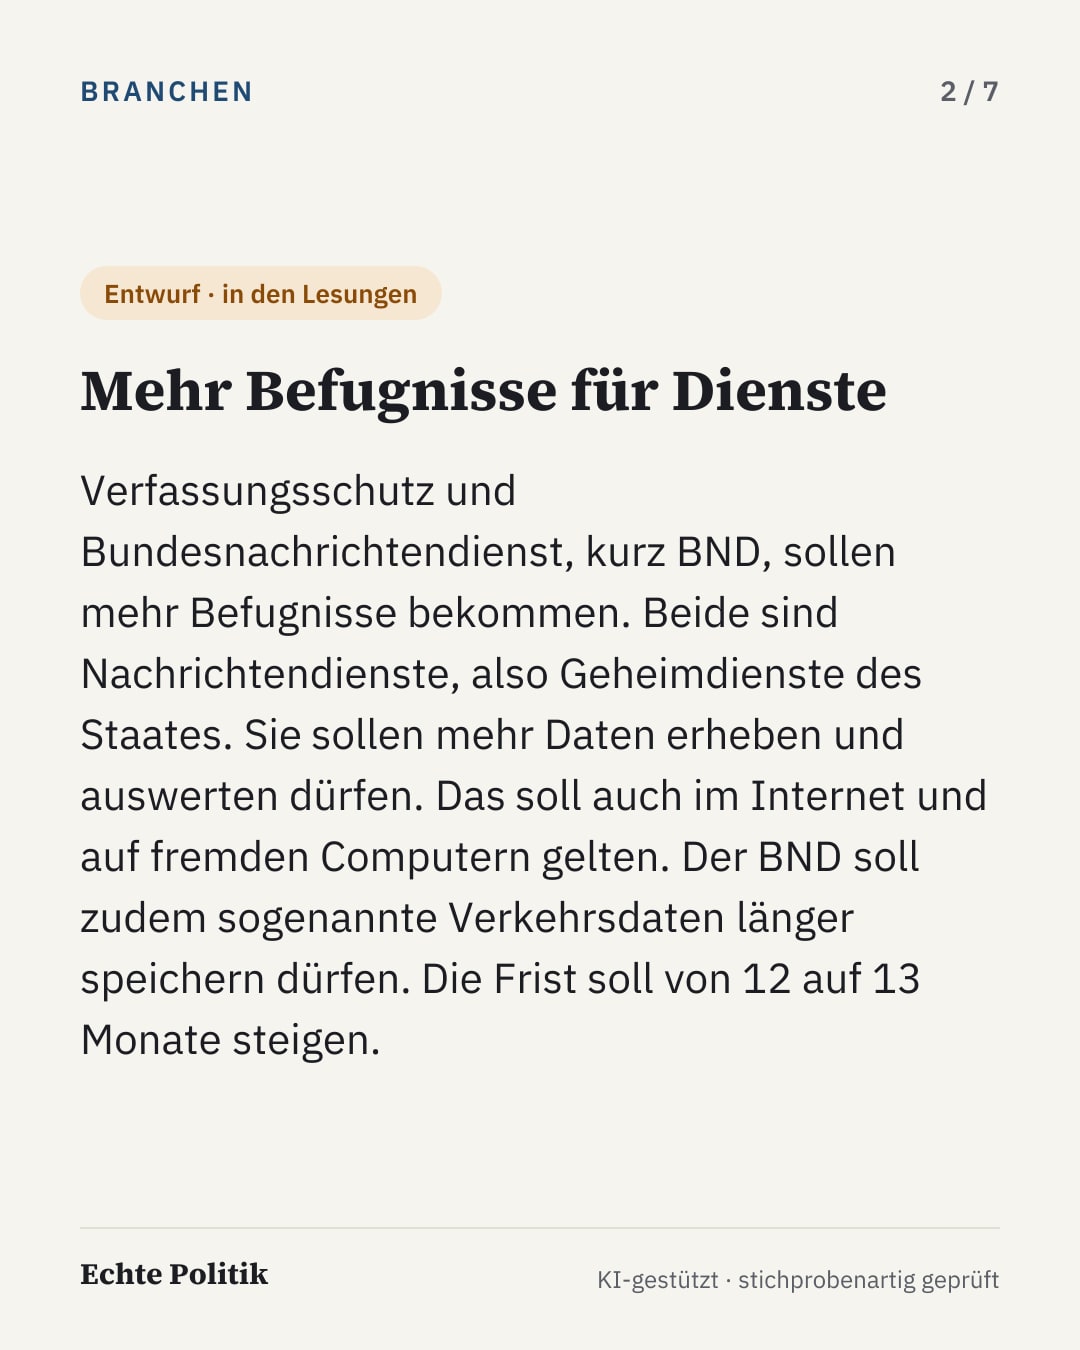 BRANCHEN
2 / 7
Entwurf · in den Lesungen
Mehr Befugnisse für Dienste
Verfassungsschutz und
Bundesnachrichtendienst, kurz BND, sollen
mehr Befugnisse bekommen. Beide sind
Nachrichtendienste, also Geheimdienste des
Staates. Sie sollen mehr Daten erheben und
auswerten dürfen. Das soll auch im Internet und
auf fremden Computern gelten. Der BND soll
zudem sogenannte Verkehrsdaten länger
speichern dürfen. Die Frist soll von 12 auf 13
Monate steigen.
Echte Politik
KI-gestützt · stichprobenartig geprüft